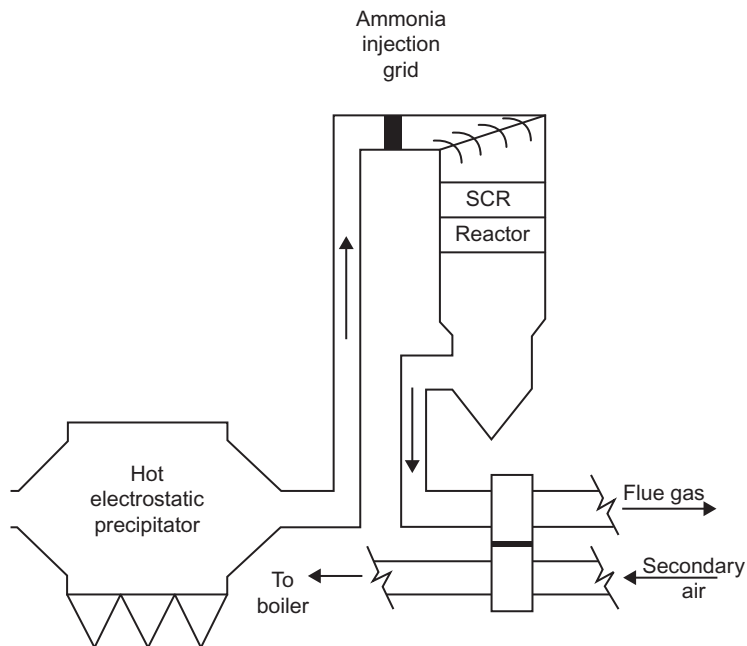 Ammonia
injection
grid
SCR
Reactor
Hot
electrostatic
precipitator
Flue gas
To
boiler
Secondary
air